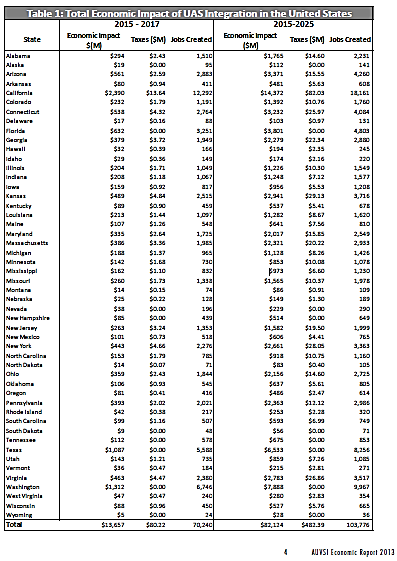 Table 1: Total Economic Impact of UAS Integration in the United States
2015 - 2017 2015-2025
State Economic Impact $(M) Taxes ($M) Jobs Created Economic Impact ($M) Taxes ($M) Jobs Created
Alabama $294 $2.43 1,510 $1,765 $14.60 2,231
Alaska $19 $0.00 95 $112 $0.00 141
Arizona $561 $2.59 2,883 $3,371 $15.55 4,260
Arkansas $80 $0.94 411 $481 $5.63 608
California $2,390 $13.64 12,292 $14,372 $82.03 18,161
Colorado $232 $1.79 1,191 $1,392 $10.76 1,760
Connecticut $538 $4.32 2,764 $3,232 $25.97 4,084
Delaware $17 $0.16 88 $103 $0.97 131
Florida $632 $0.00 3,251 $3,801 $0.00 4,803
Georgia $379 $3.72 1,949 $2,279 $22.34 2,880
Hawaii $32 $0.39 166 $194 $2.35 245
Idaho $29 $0.36 149 $174 $2.16 220
Illinois $204 $1.71 1,049 $1,226 $10.30 1,549
Indiana $208 $1.18 1,067 $1,248 $7.12 1,577
Iowa $159 $0.92 817 $956 $5.53 1,208
Kansas $489 $4.84 2,515 $2,941 $29.13 3,716
Kentucky $89 $0.90 459 $537 $5.41 678
Louisiana $213 $1.44 1,097 $1,282 $8.67 1,620
Maine $107 $1.26 548 $641 $7.56 810
Maryland $335 $2.64 1,725 $2,017 $15.85 2,549
Massachusetts $386 $3.36 1,985 $2,321 $20.22 2,933
Michigan $188 $1.37 965 $1,128 $8.26 1,426
Minnesota $142 $1.68 730 $853 $10.08 1,078
Mississippi $162 $1.10 832 $973 $6.60 1,230
Missouri $260 $1.73 1,338 $1,565 $10.37 1,978
Montana $14 $0.15 74 $86 $0.91 109
Nebraska $25 $0.22 128 $149 $1.30 189
Nevada $38 $0.00 196 $229 $0.00 290
New Hampshire $85 $0.00 439 $514 $0.00 649
New Jersey $263 $3.24 1,353 $1,582 $19.50 1,999
New Mexico $101 $0.73 518 $606 $4.41 765
New York $443 $4.66 2,276 $2,661 $28.05 3,363
North Carolina $153 $1.79 785 $918 $10.75 1,160
North Dakota $14 $0.07 71 $83 $0.40 105
Ohio $359 $2.43 1,844 $2,156 $14.60 2,725
Oklahoma $106 $0.93 545 $637 $5.61 805
Oregon $81 $0.41 416 $486 $2.47 614
Pennsylvania $393 $2.02 2,021 $2,363 $12.12 2,986
Rhode Island $42 $0.38 217 $253 $2.28 320
South Carolina $99 $1.16 507 $593 $6.99 749
South Dakota $9 $0.00 48 $56 $0.00 71
Tennessee $112 $0.00 578 $675 $0.00 853
Texas $1,087 $0.00 5,588 $6,533 $0.00 8,256
Utah $143 $1.21 735 $859 $7.26 1,085
Vermont $36 $0.47 184 $215 $2.81 271
Virginia $463 $4.47 2,380 $2,783 $26.86 3,517
Washington $1,312 $0.00 6,746 $7,888 $0.00 9,967
West Virginia $47 $0.47 240 $280 $2.83 354
Wisconsin $88 $0.96 450 $527 $5.76 665
Wyoming $5 $0.00 24 $28 $0.00 36
Total $13,657 $80.22 70,240 $82,124 $482.39 103,776
4 AUVSI Economic Report 2013